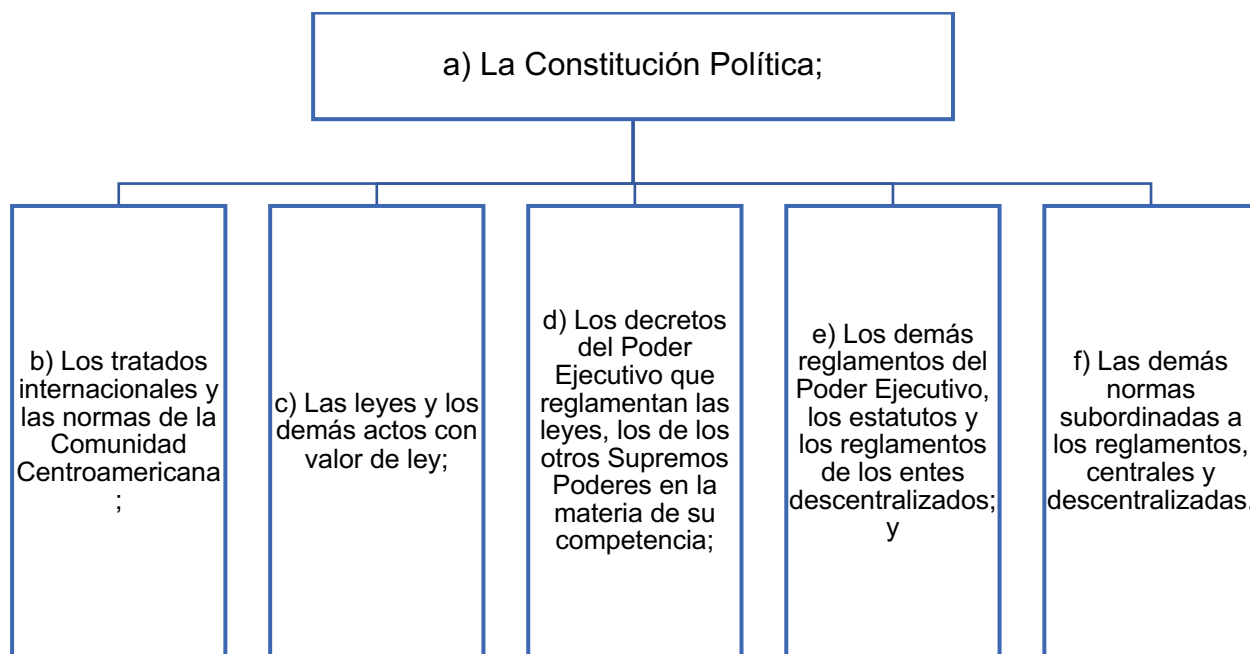 a) La Constitución Política;
b) Los tratados
internacionales y
las normas de la
Comunidad
Centroamericana
;
c) Las leyes y los
demás actos con
valor de ley;
d) Los decretos
del Poder
Ejecutivo que
reglamentan las
leyes, los de los
otros Supremos
Poderes en la
materia de su
competencia;
e) Los demás
reglamentos del
Poder Ejecutivo,
los estatutos y
los reglamentos
de los entes
descentralizados;
y
f) Las demás
normas
subordinadas a
los reglamentos,
centrales y
descentralizadas.